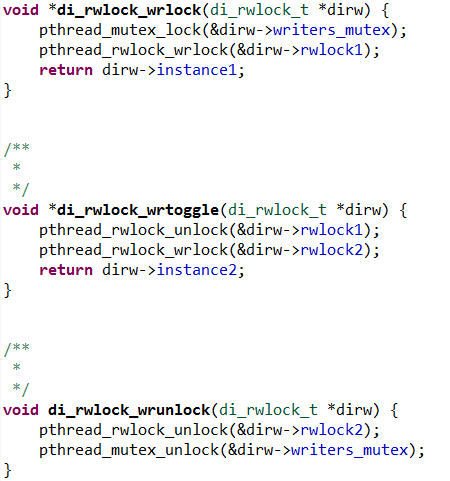 void *di_rwlock_wrlock(di_rwlock_t *dirw) {
    pthread_mutex_lock(&dirw->writers_mutex);
    pthread_rwlock_wrlock(&dirw->rwlock1);
    return dirw->instance1;
}
/**
 *
 */
void *di_rwlock_wrtoggle(di_rwlock_t *dirw) {
    pthread_rwlock_unlock(&dirw->rwlock1);
    pthread_rwlock_wrlock(&dirw->rwlock2);
    return dirw->instance2;
}
/**
 *
 */
void di_rwlock_wrunlock(di_rwlock_t *dirw) {
    pthread_rwlock_unlock(&dirw->rwlock2);
    pthread_mutex_unlock(&dirw->writers_mutex);
}